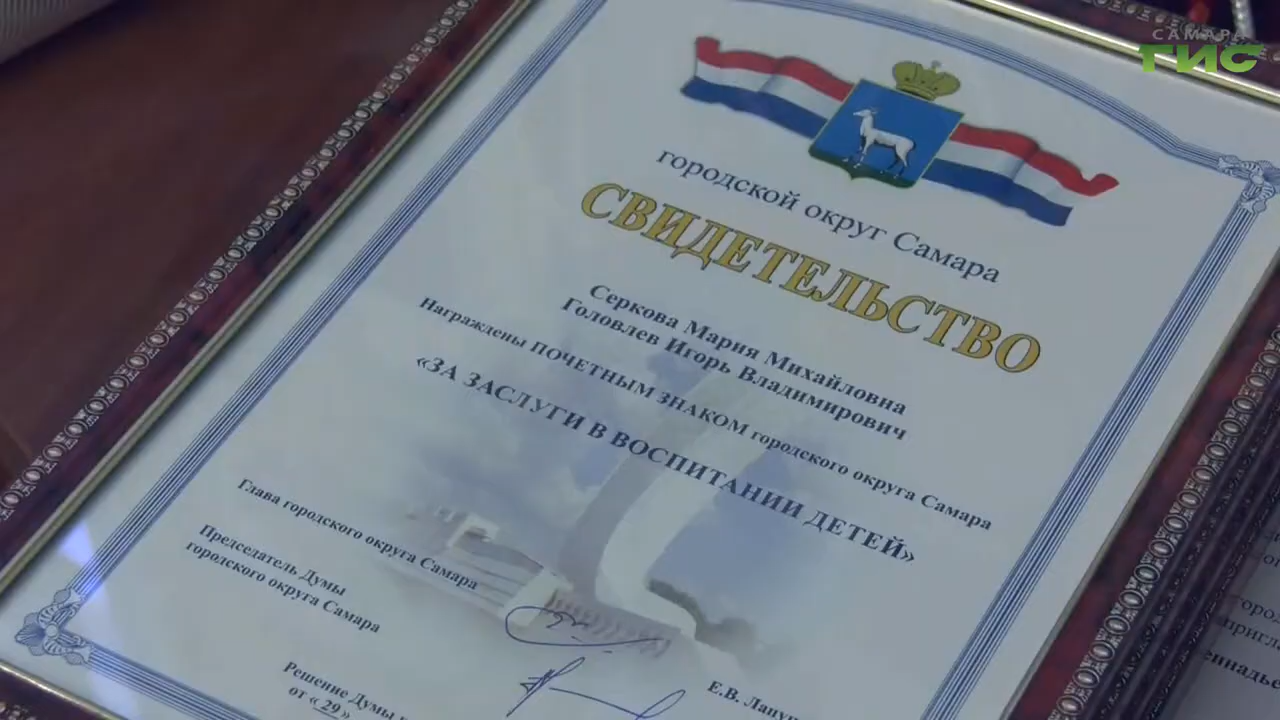 САМАРА
ГИС
городской округ Самара
СВИДЕТЕЛЬСТВО
Серкова Мария Михайловна
Головлев Игорь Владимирович
Награждены ПОЧЕТНЫМ ЗНАКОМ городского округа Самара
«ЗА ЗАСЛУГИ В ВОСПИТАНИИ ДЕТЕЙ»
Глава городского округа Самара
Председатель Думы
городского округа Самара
Е.В. Лапу
Решение Думы
от «29»